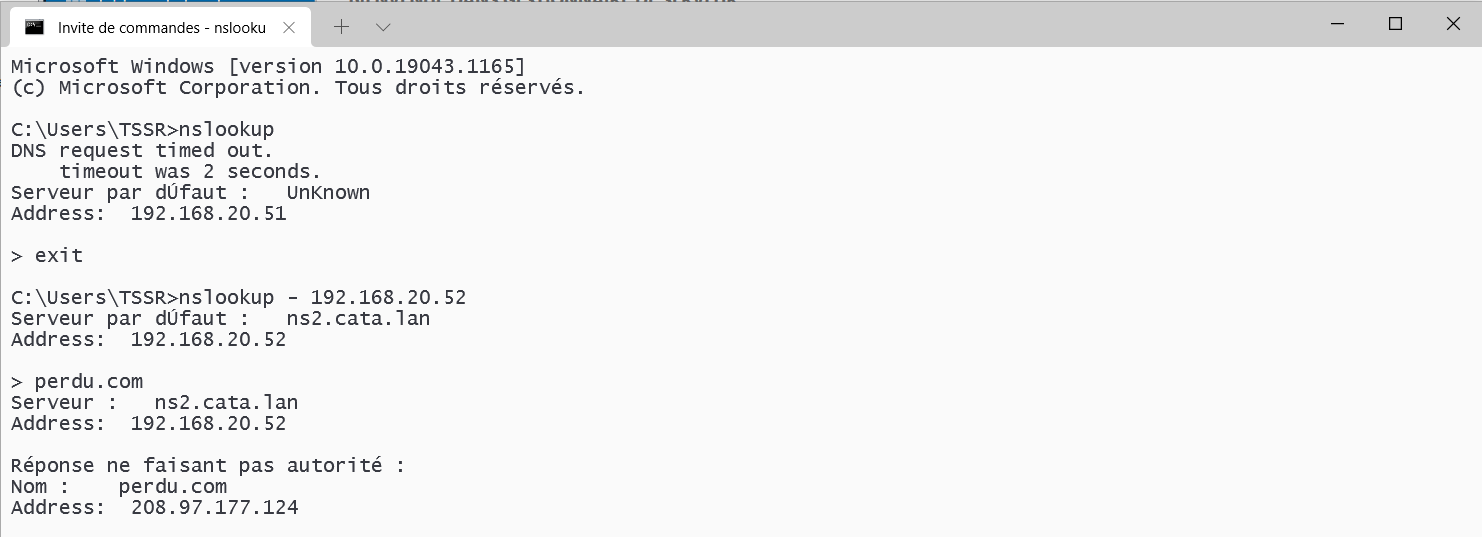 Invite de commandes - nslooku
Microsoft Windows [version 10.0.19043.1165]
(c) Microsoft Corporation. Tous droits réservés.
C:\Users\TSSR>nslookup
DNS request timed out.
    timeout was 2 seconds.
Serveur par dÚfaut :   UnKnown
Address:  192.168.20.51
> exit
C:\Users\TSSR>nslookup - 192.168.20.52
Serveur par dÚfaut :   ns2.cata.lan
Address:  192.168.20.52
> perdu.com
Serveur :   ns2.cata.lan
Address:  192.168.20.52
Réponse ne faisant pas autorité :
Nom :    perdu.com
Address:  208.97.177.124